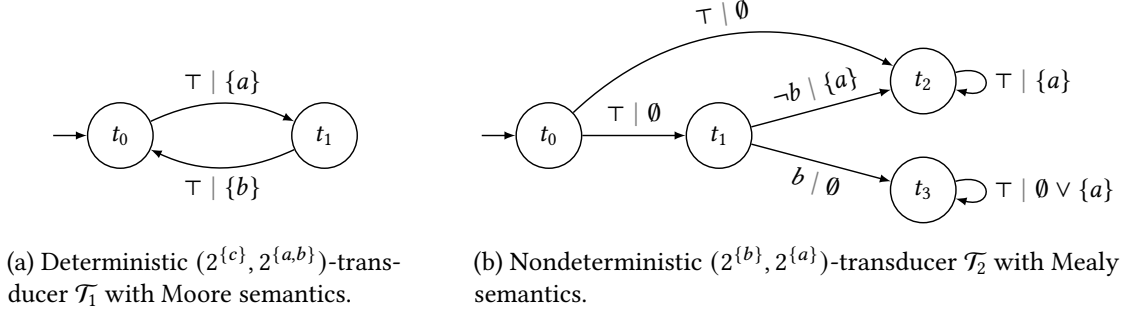 ⊤ | {a}
t₀
t₁
⊤ | {b}
⊤ | ∅
t₀
⊤ | ∅
t₁
¬b | {a}
t₂
⊤ | {a}
b | ∅
t₃
⊤ | ∅ ∨ {a}
(a) Deterministic (2^{c}, 2^{a,b})-trans-
ducer 𝒯₁ with Moore semantics.
(b) Nondeterministic (2^{b}, 2^{a})-transducer 𝒯₂ with Mealy
semantics.